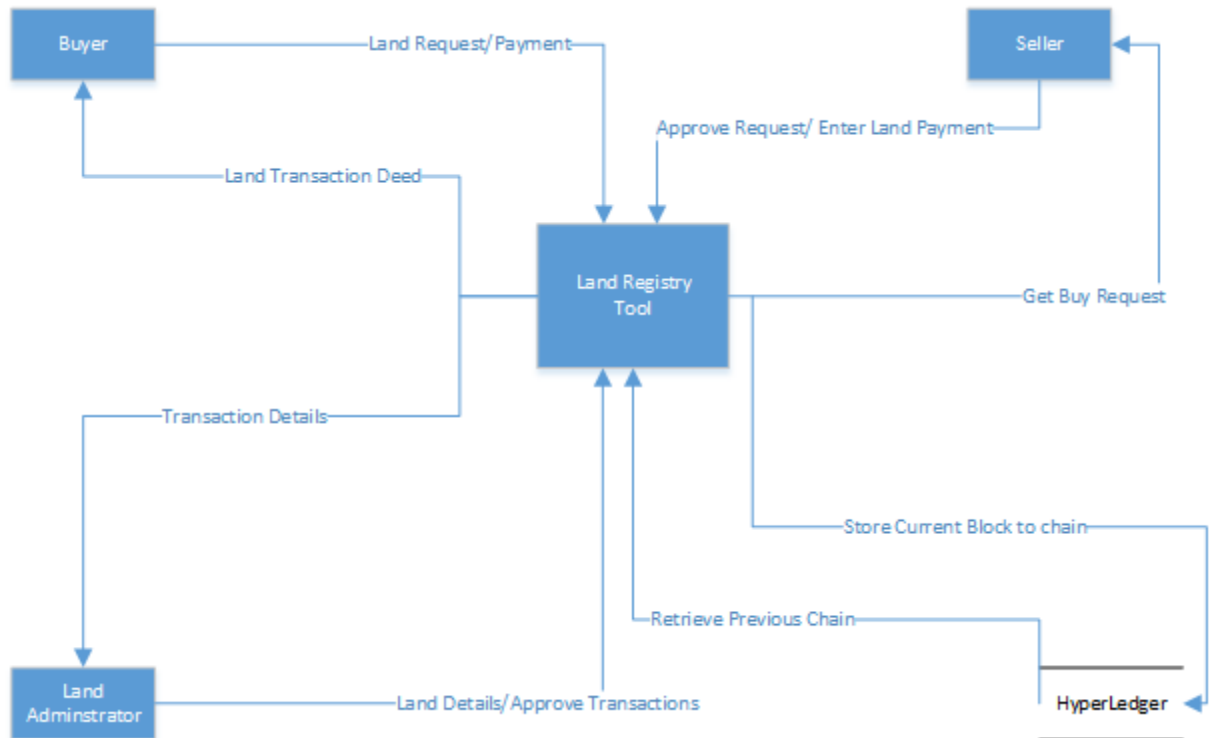 Buyer
Land Request/Payment
Seller
Approve Request/ Enter Land Payment
Land Transaction Deed
Land Registry
Tool
Get Buy Request
Transaction Details
Store Current Block to chain
Retrieve Previous Chain
Land
Adminstrator
Land Details/Approve Transactions
HyperLedger